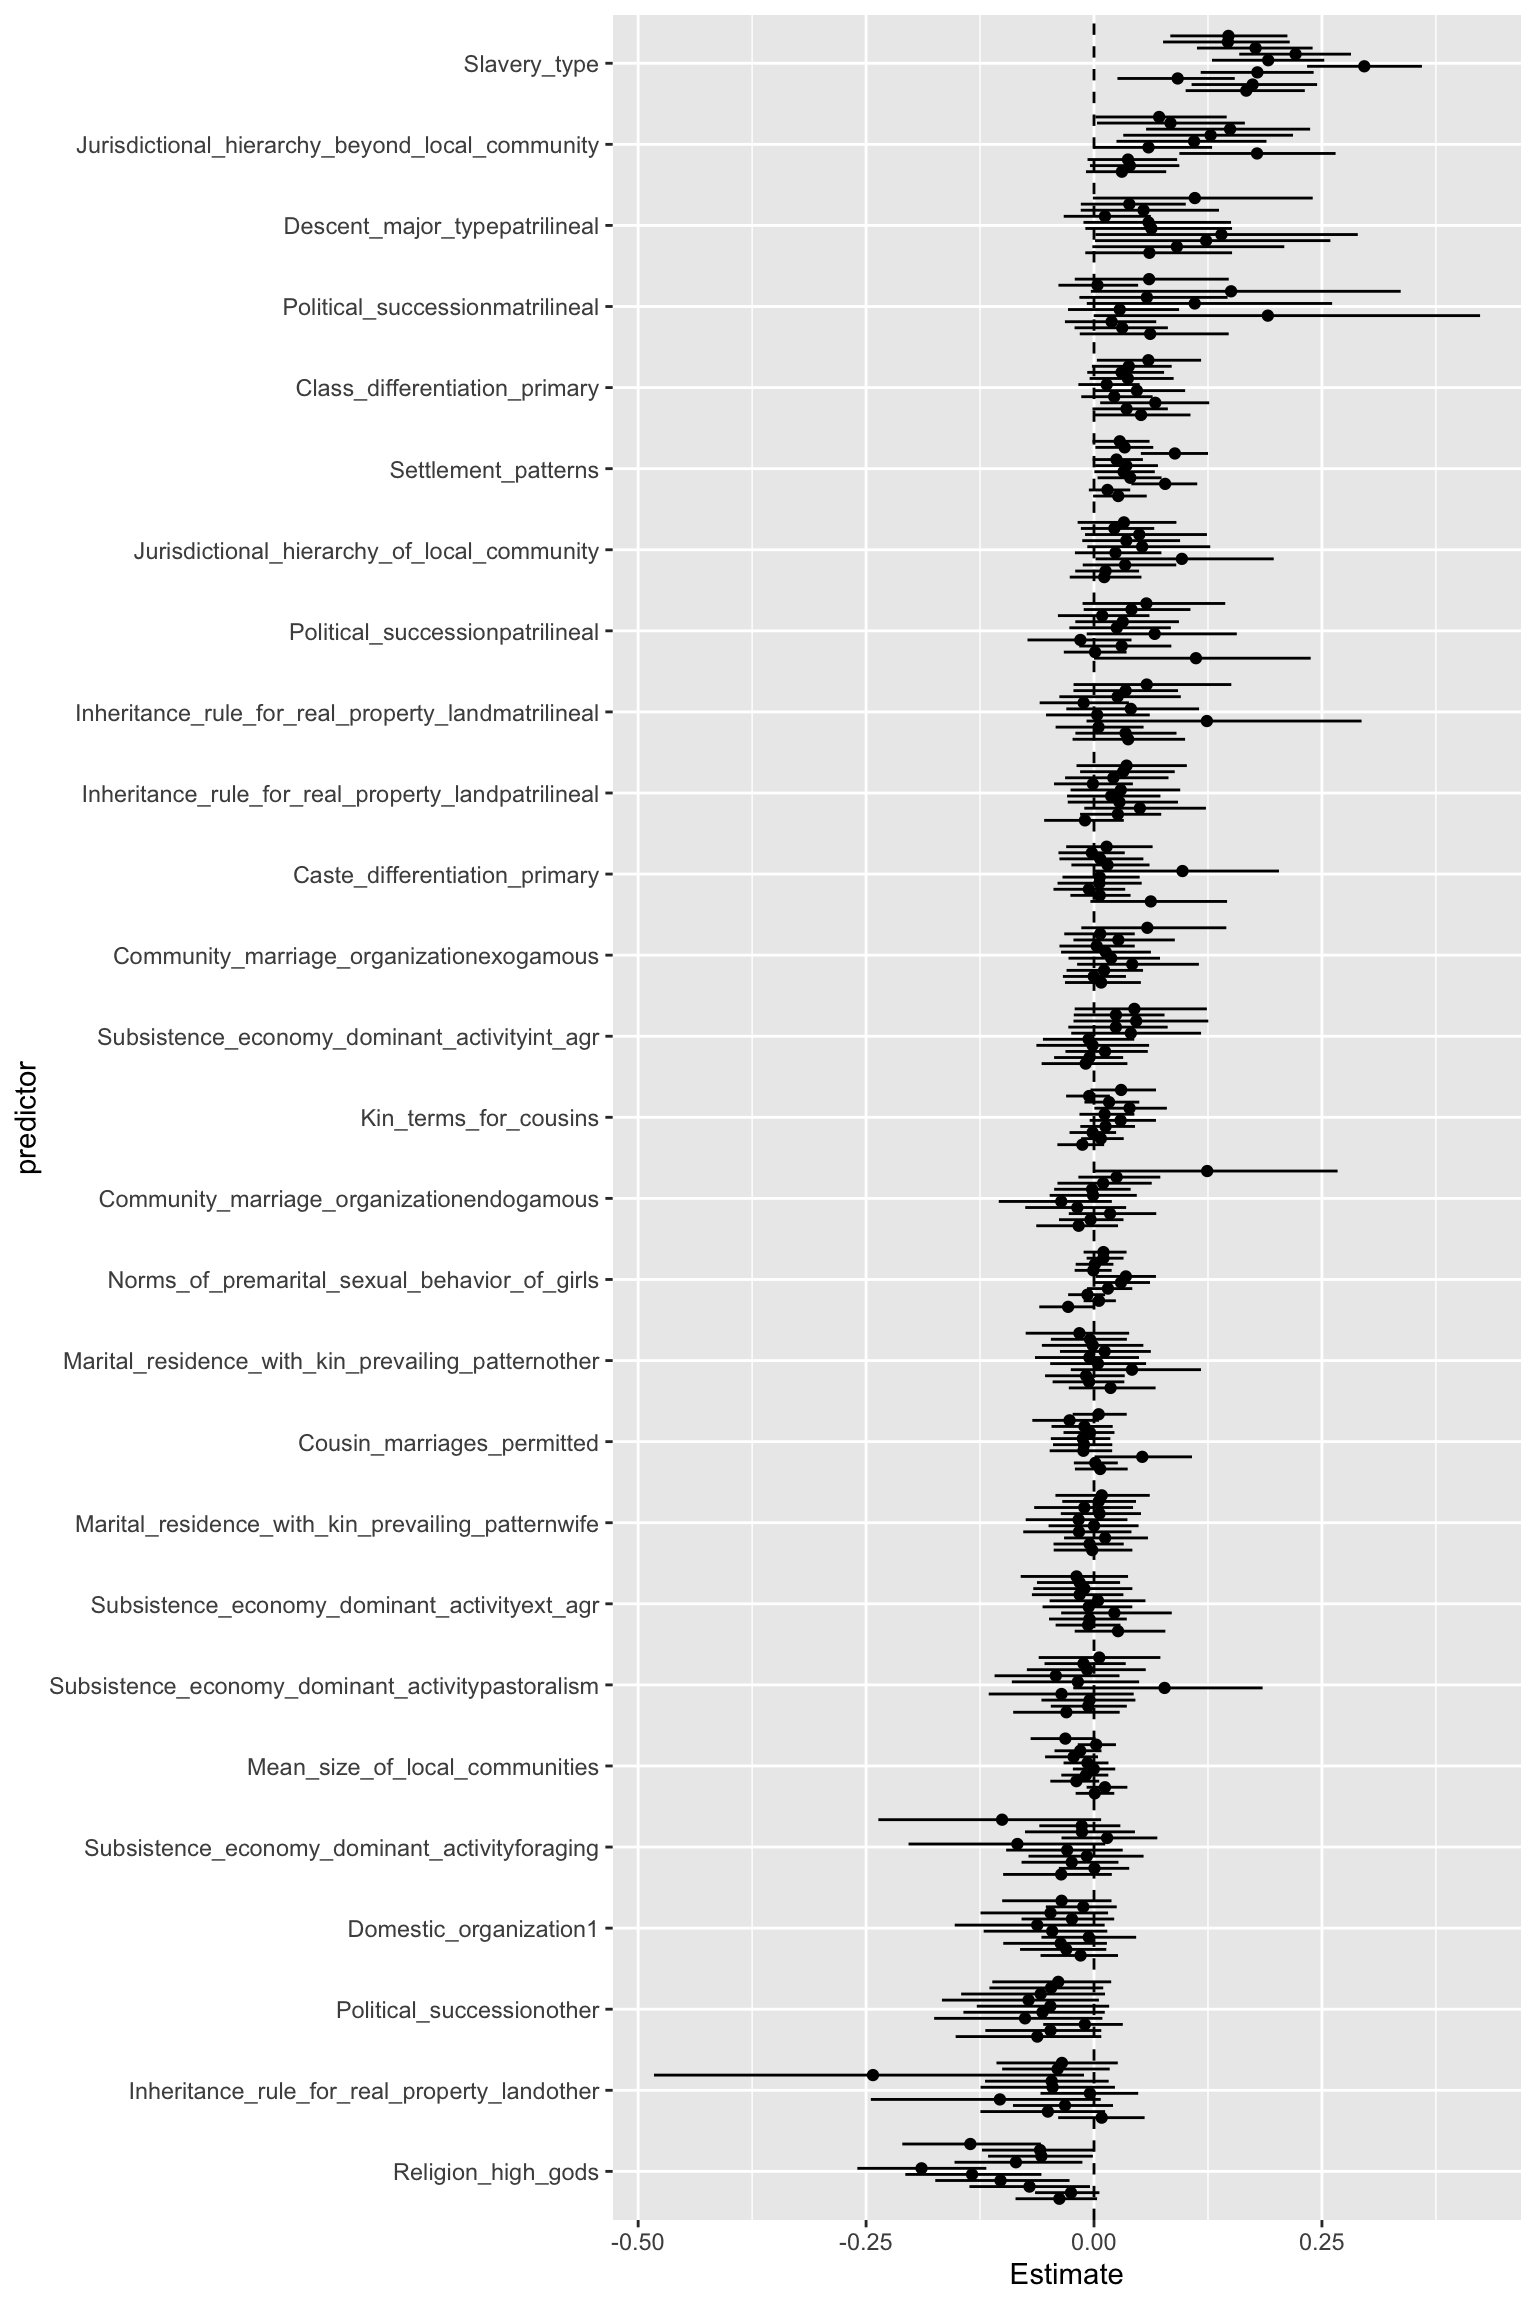 Slavery_type
Jurisdictional_hierarchy_beyond_local_community
Descent_major_typepatrilineal
Political_successionmatrilineal
Class_differentiation_primary
Settlement_patterns
Jurisdictional_hierarchy_of_local_community
Political_successionpatrilineal
Inheritance_rule_for_real_property_landmatrilineal
Inheritance_rule_for_real_property_landpatrilineal
Caste_differentiation_primary
Community_marriage_organizationexogamous
Subsistence_economy_dominant_activityint_agr
Kin_terms_for_cousins
Community_marriage_organizationendogamous
Norms_of_premarital_sexual_behavior_of_girls
Marital_residence_with_kin_prevailing_patternother
Cousin_marriages_permitted
Marital_residence_with_kin_prevailing_patternwife
Subsistence_economy_dominant_activityext_agr
Subsistence_economy_dominant_activitypastoralism
Mean_size_of_local_communities
Subsistence_economy_dominant_activityforaging
Domestic_organization1
Political_successionother
Inheritance_rule_for_real_property_landother
Religion_high_gods
predictor
-0.50 -0.25 0.00 0.25
Estimate